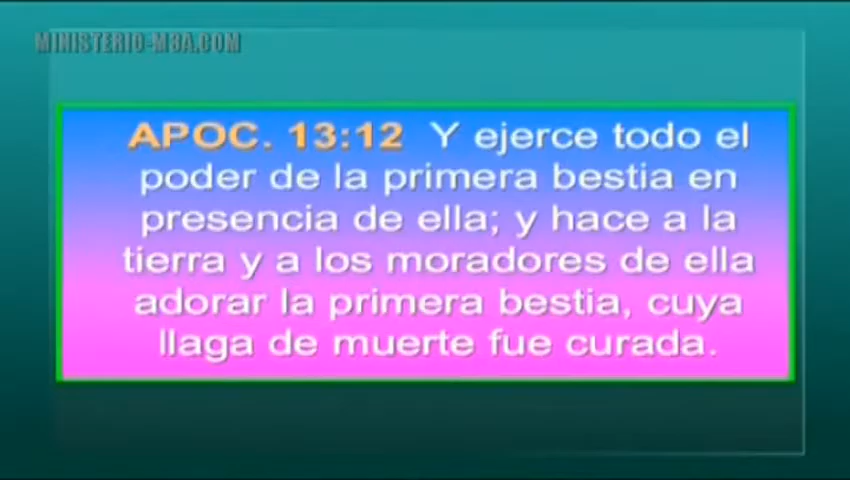 MINISTERIO-M3A.COM
APOC. 13:12 Y ejerce todo el
poder de la primera bestia en
presencia de ella; y hace a la
tierra y a los moradores de ella
adorar la primera bestia, cuya
llaga de muerte fue curada.